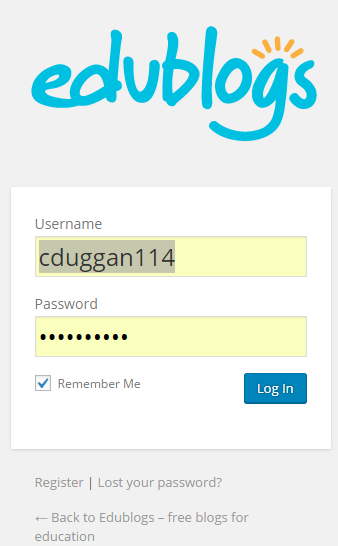 edublogs
Username
cduggan114
Password
••••••••••
Remember Me
Log In
Register | Lost your password?
← Back to Edublogs – free blogs for
education